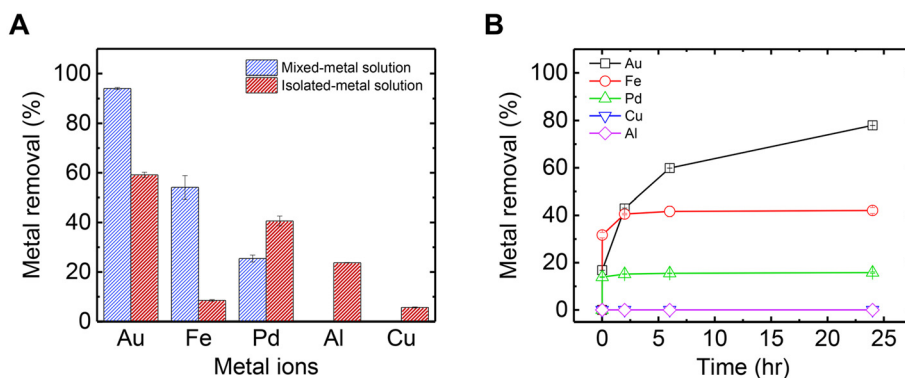 A
Metal removal (%)
100
80
60
40
20
0
Mixed-metal solution
Isolated-metal solution
Au Fe Pd Al Cu
Metal ions
B
Metal removal (%)
100
80
60
40
20
0
Au
Fe
Pd
Cu
Al
0 5 10 15 20 25
Time (hr)